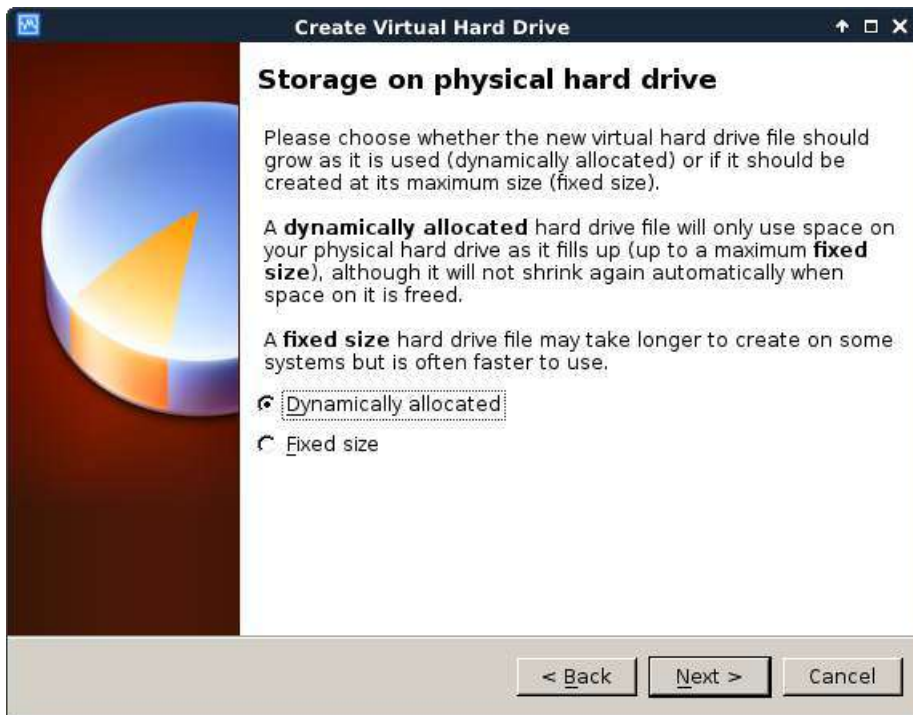 Create Virtual Hard Drive
Storage on physical hard drive
Please choose whether the new virtual hard drive file should
grow as it is used (dynamically allocated) or if it should be
created at its maximum size (fixed size).
A dynamically allocated hard drive file will only use space on
your physical hard drive as it fills up (up to a maximum fixed
size), although it will not shrink again automatically when
space on it is freed.
A fixed size hard drive file may take longer to create on some
systems but is often faster to use.
Dynamically allocated
Fixed size
< Back
Next >
Cancel